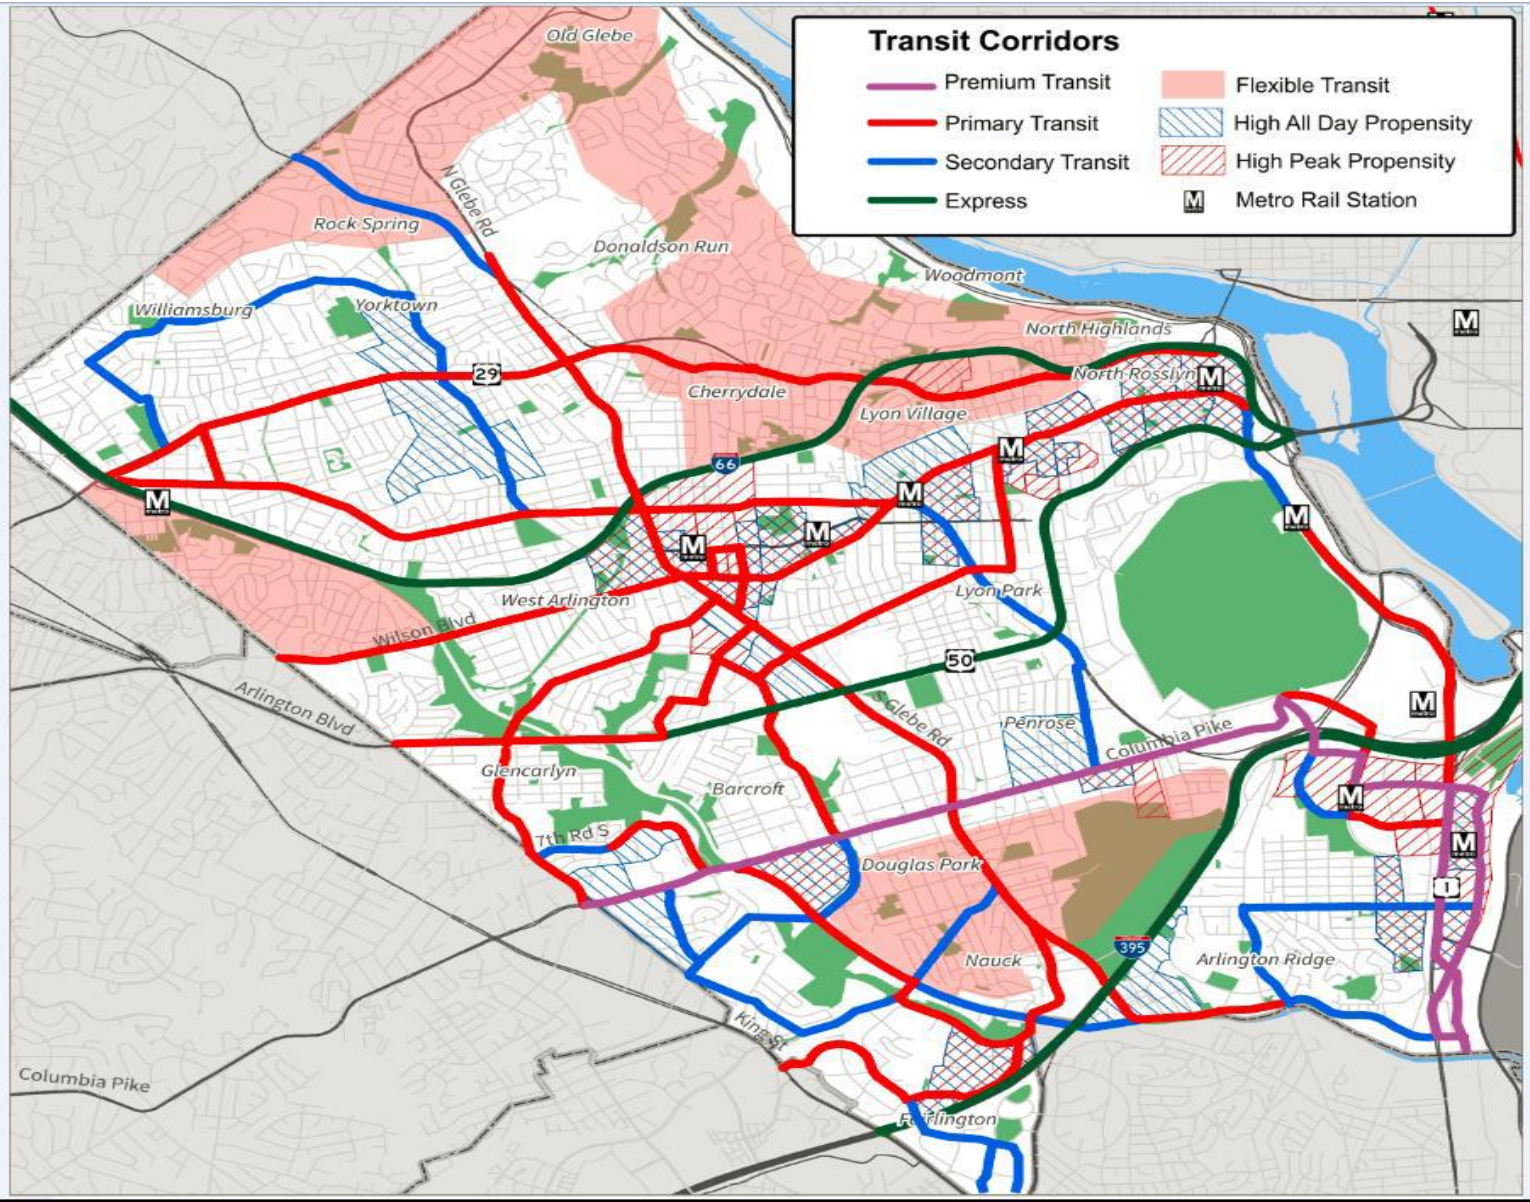 Transit Corridors
Premium Transit
Primary Transit
Secondary Transit
Express
Flexible Transit
High All Day Propensity
High Peak Propensity
M Metro Rail Station
Old Glebe
N Glebe Rd
Rock Spring
Donaldson Run
Woodmont
Williamsburg
Yorktown
North Highlands
29
North Rosslyn
M
M
Cherrydale
Lyon Village
66
M
M
M
M
M
M
West Arlington
Lyon Park
Wilson Blvd
50
Arlington Blvd
S Glebe Rd
Penrose
Columbia Pike
M
Glencarlyn
Barcroft
M
7th Rd S
Douglas Park
M
1
395
Nauck
Arlington Ridge
King St
Columbia Pike
Fairlington